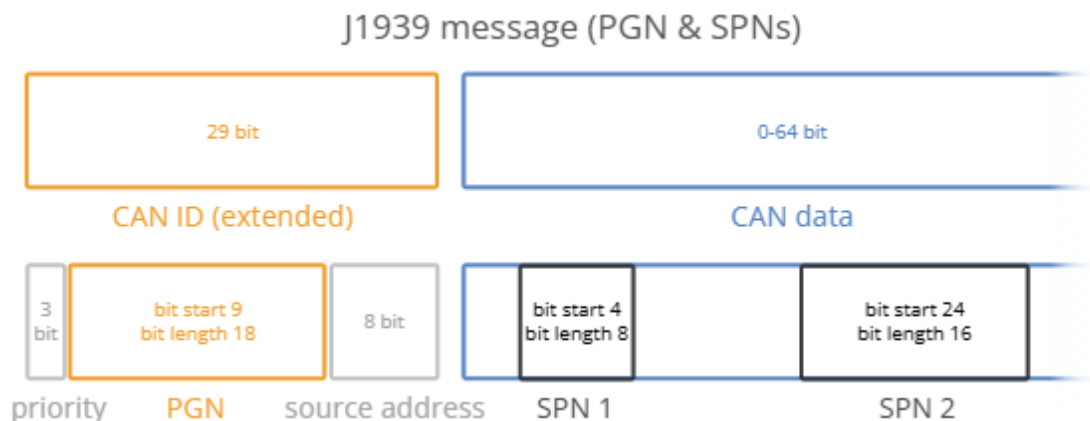 J1939 message (PGN & SPNs)
29 bit
0-64 bit
CAN ID (extended)
CAN data
3
bit
bit start 9
bit length 18
8 bit
bit start 4
bit length 8
bit start 24
bit length 16
priority
PGN
source address
SPN 1
SPN 2